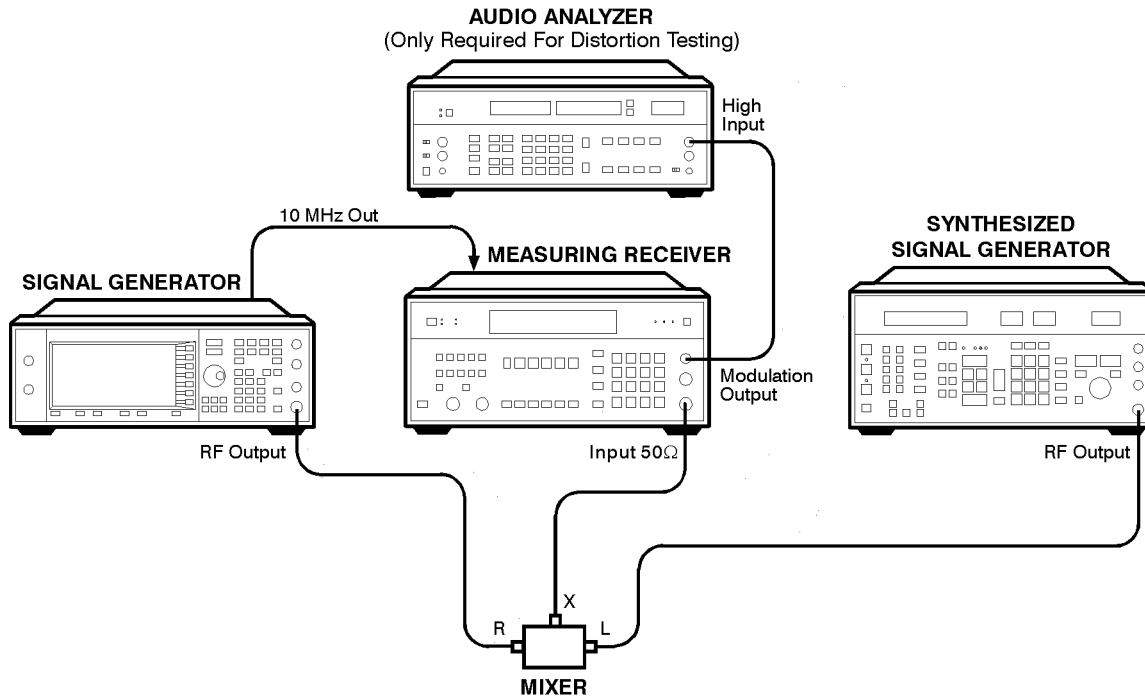 AUDIO ANALYZER
(Only Required For Distortion Testing)
High
Input
10 MHz Out
SYNTHESIZED
SIGNAL GENERATOR
MEASURING RECEIVER
SIGNAL GENERATOR
Modulation
Output
RF Output
Input 50Ω
RF Output
X
R
L
MIXER